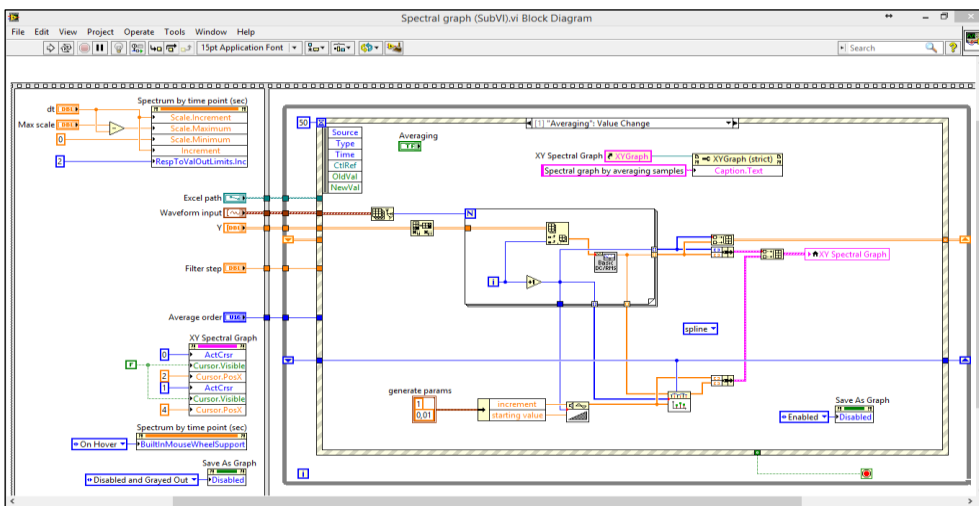 Spectral graph (SubVI).vi Block Diagram
File Edit View Project Operate Tools Window Help
15pt Application Font
Search
Spectrum by time point (sec)
dt DBL
Scale.Increment
Max scale DBL
Scale.Maximum
0
Scale.Minimum
Increment
2
RespToValOutLimits.Inc
Excel path
Waveform input
Y DBL
Filter step DBL
Average order U16
XY Spectral Graph
0 ActCrsr
F Cursor.Visible
2 Cursor.PosX
1 ActCrsr
Cursor.Visible
4 Cursor.PosX
Spectrum by time point (sec)
On Hover BuiltInMouseWheelSupport
Save As Graph
Disabled and Grayed Out Disabled
50
[1] "Averaging": Value Change
Source
Type
Time
CtlRef
OldVal
NewVal
Averaging
TF
XY Spectral Graph XYGraph XYGraph (strict)
Spectral graph by averaging samples Caption.Text
N
i
+1
Basic
DC/RMS
XY Spectral Graph
spline
generate params
1
0,01
increment
starting value
Save As Graph
Enabled Disabled
i